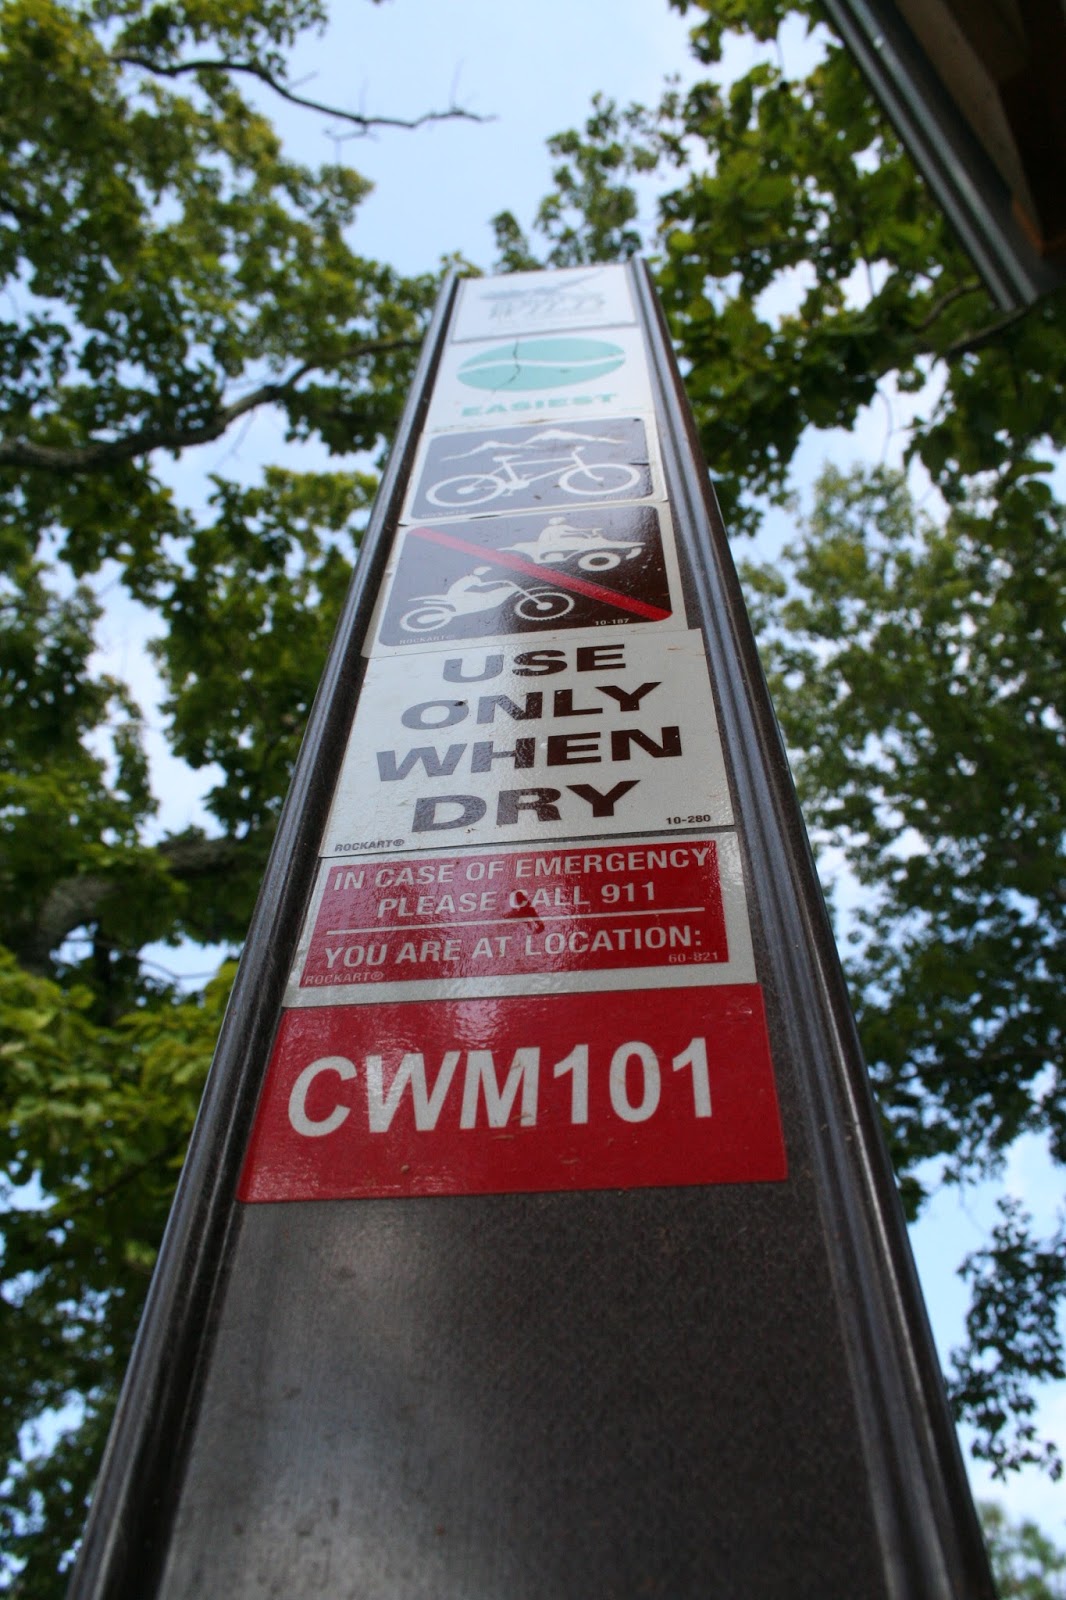 EASIEST
ROCKART®
10-187
USE
ONLY
WHEN
DRY
ROCKART®
10-280
IN CASE OF EMERGENCY
PLEASE CALL 911
YOU ARE AT LOCATION:
ROCKART®
60-821
CWM101